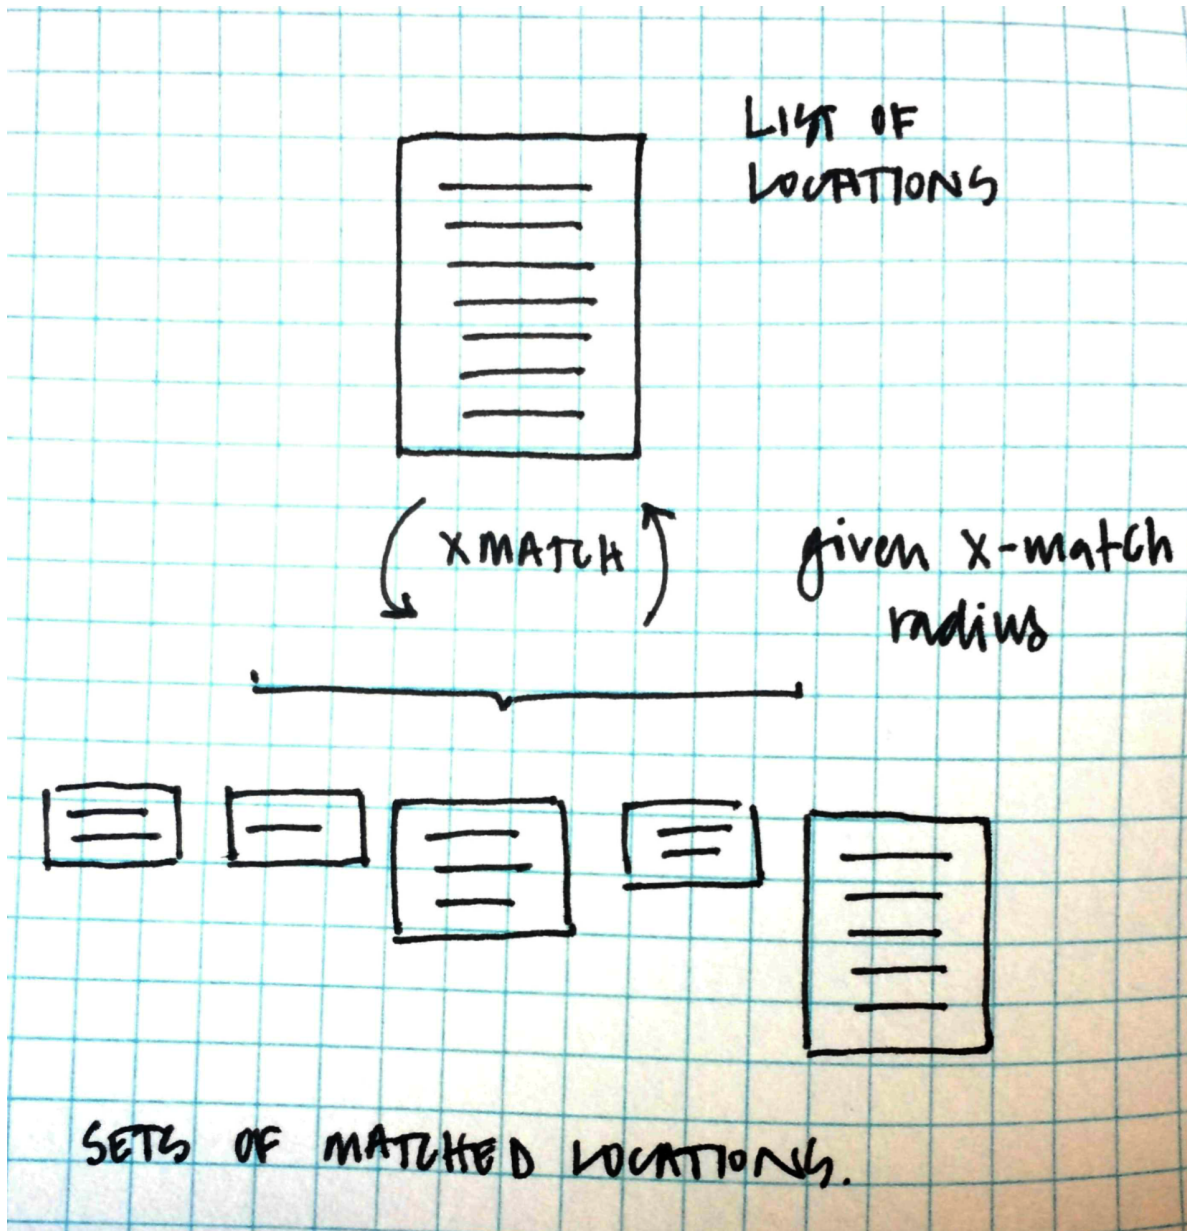 LIST OF
LOCATIONS
XMATCH
given x-match
radius
SETS OF MATCHED LOCATIONS.